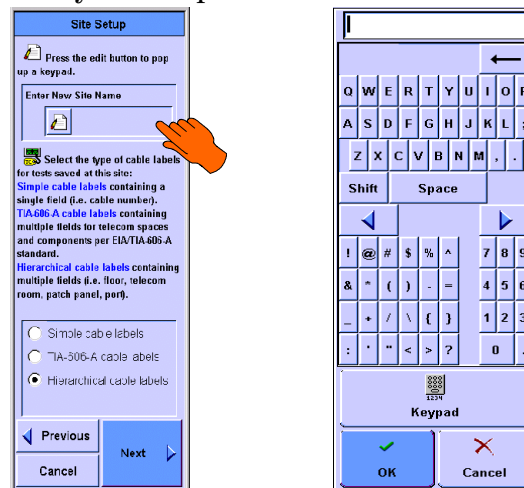 Site Setup
Press the edit button to pop
up a keypad.
Enter New Site Name
Select the type of cable labels
for tests saved at this site:
Simple cable labels containing a
single field (i.e. cable number).
TIA-606-A cable labels containing
multiple fields for telecom spaces
and components per EIA/TIA-606-A
standard.
Hierarchical cable labels containing
multiple fields (i.e. floor, telecom
room, patch panel, port).
Simple cable labels
TIA-606-A cable labels
Hierarchical cable labels
Previous
Next
Cancel
Q W E R T Y U I O P
A S D F G H J K L ;
Z X C V B N M , .
Shift Space
! @ # $ % ^ 7 8 9
& * ( ) - = 4 5 6
_ + / \ { } 1 2 3
: ' " < > ? 0 .
1234
Keypad
OK Cancel